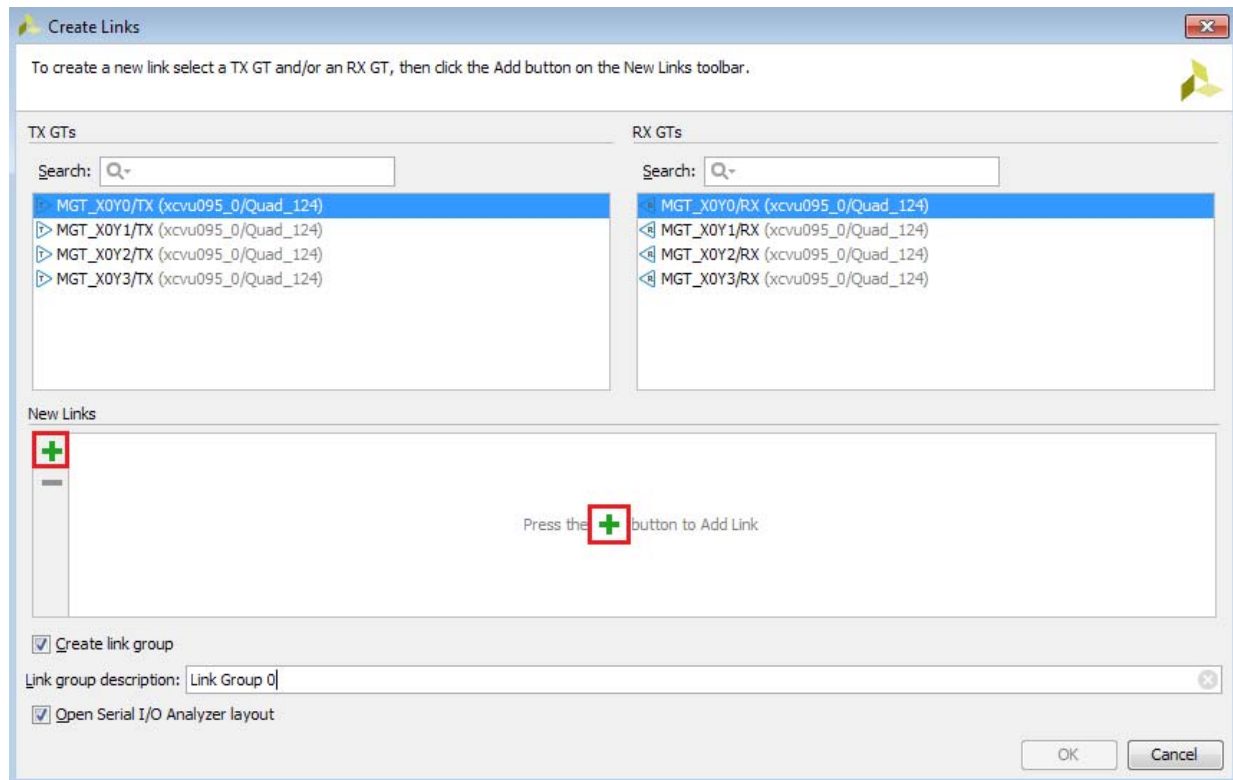 Create Links
To create a new link select a TX GT and/or an RX GT, then click the Add button on the New Links toolbar.
TX GTs
Search:
MGT_X0Y0/TX (xcvu095_0/Quad_124)
MGT_X0Y1/TX (xcvu095_0/Quad_124)
MGT_X0Y2/TX (xcvu095_0/Quad_124)
MGT_X0Y3/TX (xcvu095_0/Quad_124)
RX GTs
Search:
MGT_X0Y0/RX (xcvu095_0/Quad_124)
MGT_X0Y1/RX (xcvu095_0/Quad_124)
MGT_X0Y2/RX (xcvu095_0/Quad_124)
MGT_X0Y3/RX (xcvu095_0/Quad_124)
New Links
Press the + button to Add Link
Create link group
Link group description: Link Group 0
Open Serial I/O Analyzer layout
OK Cancel